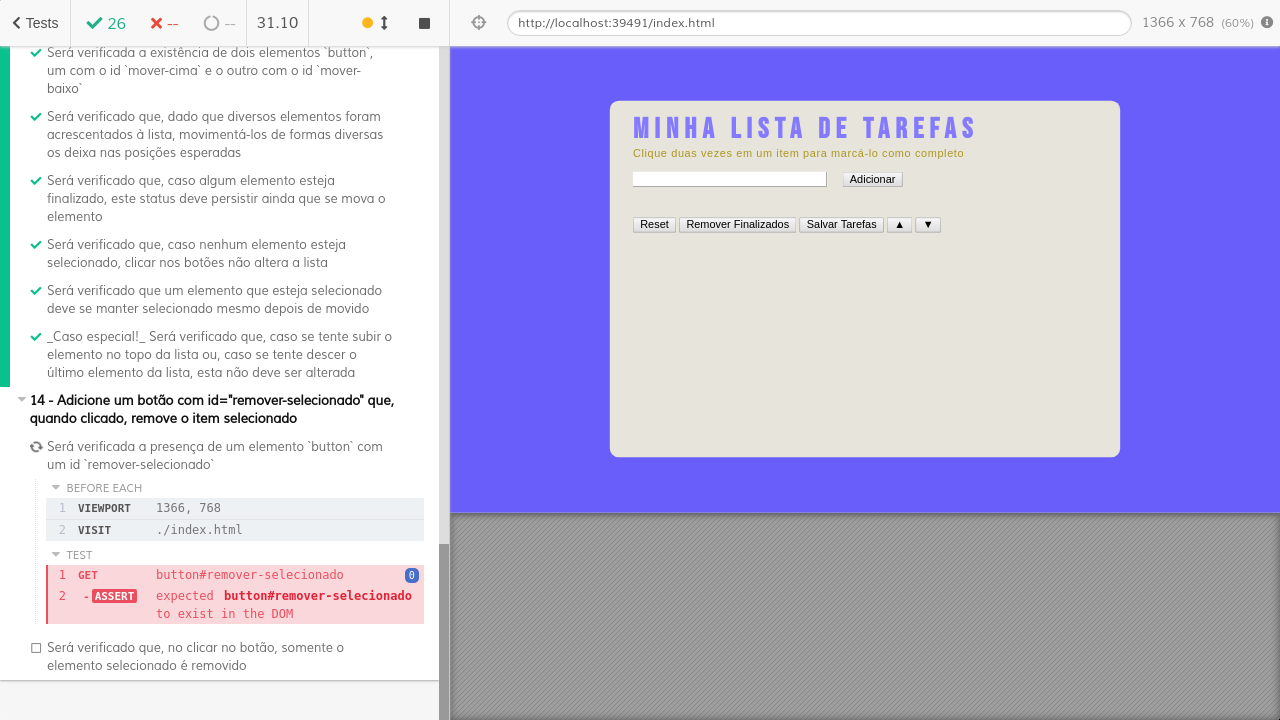 Tests
26
--
--
31.10
http://localhost:39491/index.html
1366 x 768 (60%)
Será verificada a existência de dois elementos `button`,
um com o id `mover-cima` e o outro com o id `mover-
baixo`
Será verificado que, dado que diversos elementos foram
acrescentados à lista, movimentá-los de formas diversas
os deixa nas posições esperadas
Será verificado que, caso algum elemento esteja
finalizado, este status deve persistir ainda que se mova o
elemento
Será verificado que, caso nenhum elemento esteja
selecionado, clicar nos botões não altera a lista
Será verificado que um elemento que esteja selecionado
deve se manter selecionado mesmo depois de movido
_Caso especial!_ Será verificado que, caso se tente subir o
elemento no topo da lista ou, caso se tente descer o
último elemento da lista, esta não deve ser alterada
14 - Adicione um botão com id="remover-selecionado" que,
quando clicado, remove o item selecionado
Será verificada a presença de um elemento `button` com
um id `remover-selecionado`
BEFORE EACH
1 VIEWPORT 1366, 768
2 VISIT ./index.html
TEST
1 GET button#remover-selecionado 0
2 -ASSERT expected button#remover-selecionado
to exist in the DOM
Será verificado que, no clicar no botão, somente o
elemento selecionado é removido
MINHA LISTA DE TAREFAS
Clique duas vezes em um item para marcá-lo como completo
Adicionar
Reset Remover Finalizados Salvar Tarefas ▲ ▼